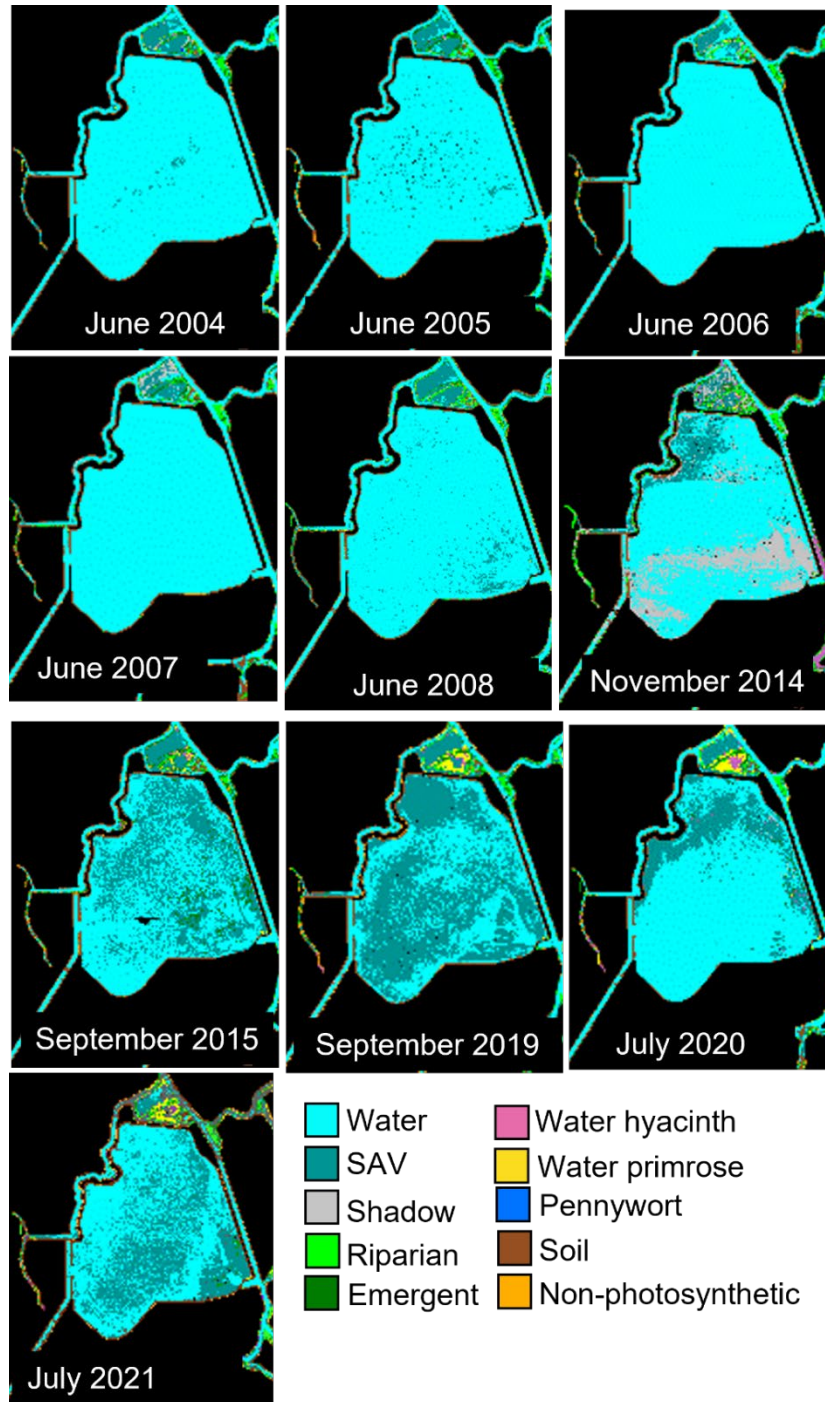 June 2004
June 2005
June 2006
June 2007
June 2008
November 2014
September 2015
September 2019
July 2020
July 2021
Water
SAV
Shadow
Riparian
Emergent
Water hyacinth
Water primrose
Pennywort
Soil
Non-photosynthetic